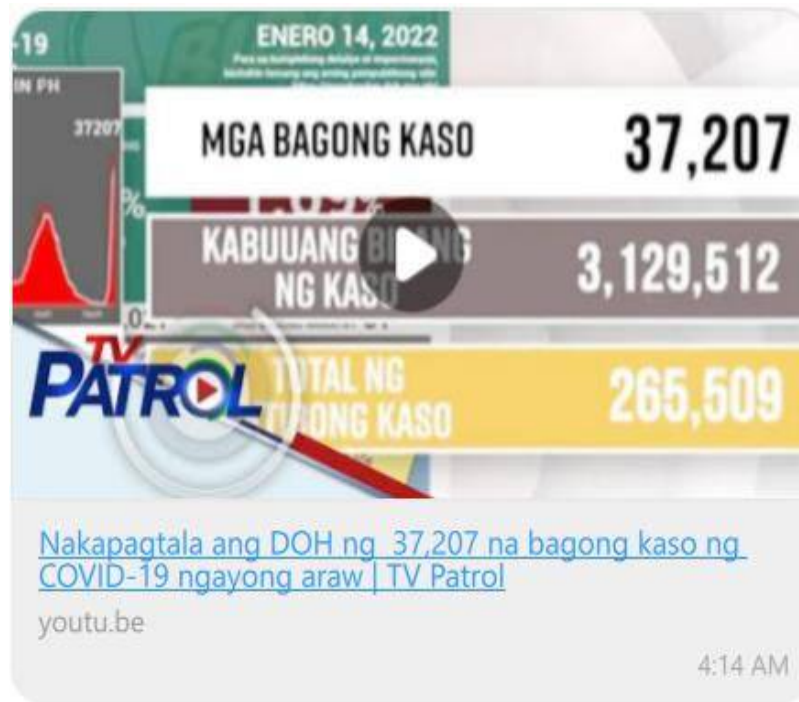 -19
ENERO 14, 2022
IN PH
37207
MGA BAGONG KASO
37,207
%
KABUUANG
NG KASO
3,129,512
TV
PATROL
TOTAL NG
KASO
265,509
Nakapagtala ang DOH ng 37,207 na bagong kaso ng
COVID-19 ngayong araw | TV Patrol
youtu.be
4:14 AM